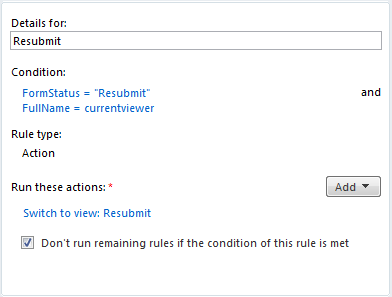 Details for:
Resubmit
Condition:
FormStatus = "Resubmit" and
FullName = currentviewer
Rule type:
Action
Run these actions: * Add
Switch to view: Resubmit
Don't run remaining rules if the condition of this rule is met